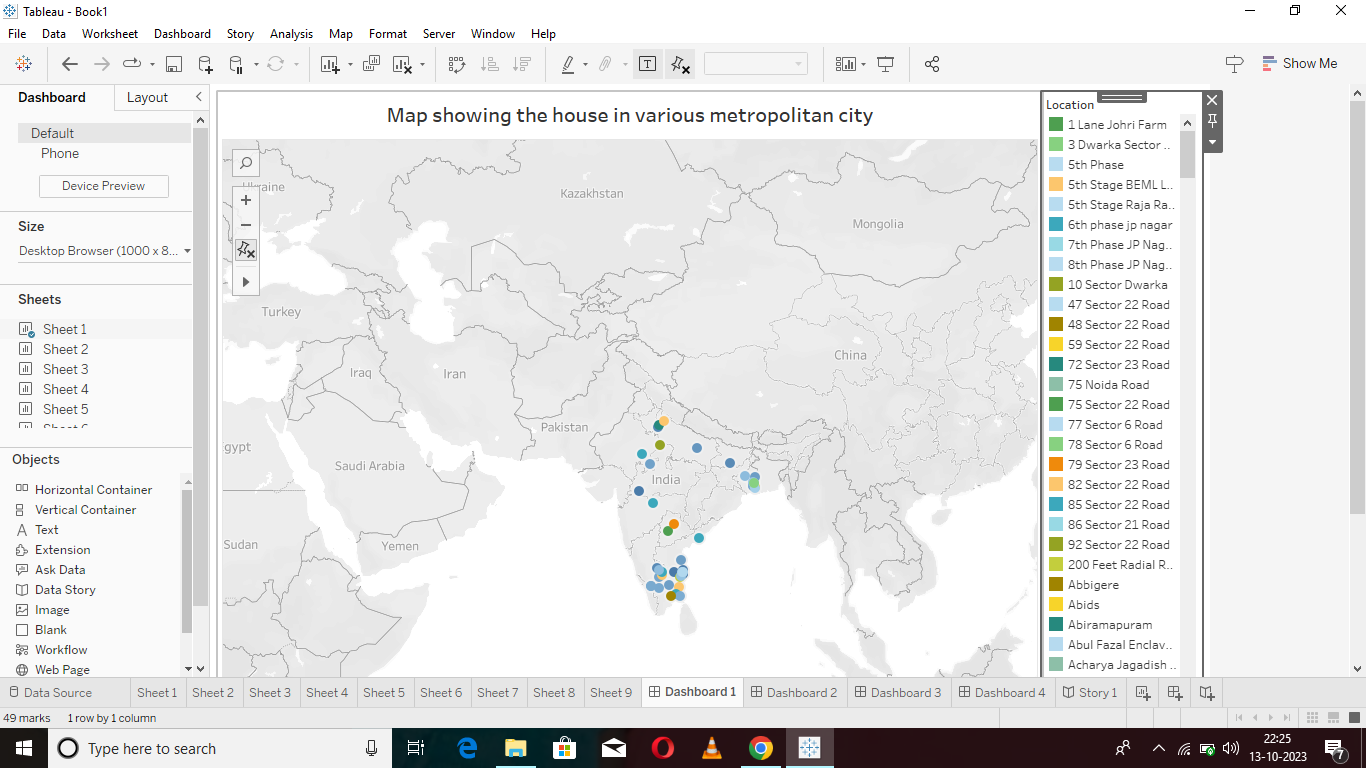 Tableau - Book1
File Data Worksheet Dashboard Story Analysis Map Format Server Window Help
Show Me
Dashboard Layout
Default
Phone
Device Preview
Size
Desktop Browser (1000 x 8...
Sheets
Sheet 1
Sheet 2
Sheet 3
Sheet 4
Sheet 5
Objects
Horizontal Container
Vertical Container
Text
Extension
Ask Data
Data Story
Image
Blank
Workflow
Web Page
Map showing the house in various metropolitan city
Ukraine
Kazakhstan
Mongolia
Turkey
China
Iraq
Iran
Pakistan
gypt
Saudi Arabia
India
Sudan
Yemen
Location
1 Lane Johri Farm
3 Dwarka Sector ..
5th Phase
5th Stage BEML L..
5th Stage Raja Ra..
6th phase jp nagar
7th Phase JP Nag..
8th Phase JP Nag..
10 Sector Dwarka
47 Sector 22 Road
48 Sector 22 Road
59 Sector 22 Road
72 Sector 23 Road
75 Noida Road
75 Sector 22 Road
77 Sector 6 Road
78 Sector 6 Road
79 Sector 23 Road
82 Sector 22 Road
85 Sector 22 Road
86 Sector 21 Road
92 Sector 22 Road
200 Feet Radial R..
Abbigere
Abids
Abiramapuram
Abul Fazal Enclav..
Acharya Jagadish ..
Data Source Sheet 1 Sheet 2 Sheet 3 Sheet 4 Sheet 5 Sheet 6 Sheet 7 Sheet 8 Sheet 9 Dashboard 1 Dashboard 2 Dashboard 3 Dashboard 4 Story 1
49 marks 1 row by 1 column
Type here to search
22:25
13-10-2023
7